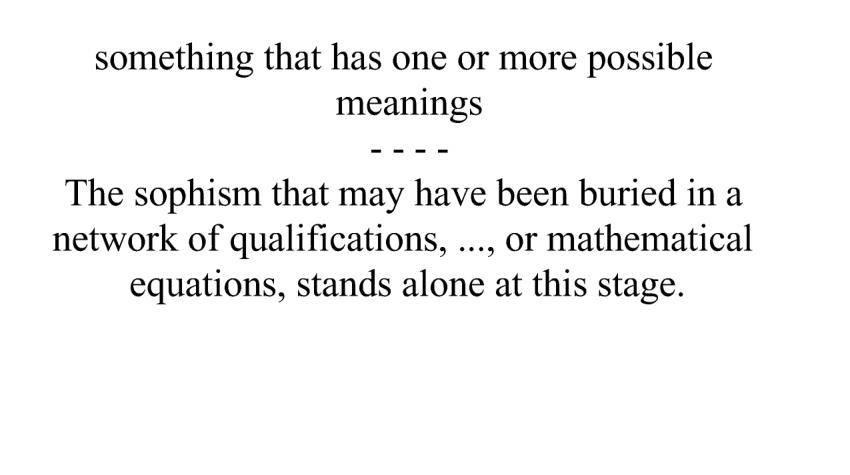 something that has one or more possible
meanings
- - - -
The sophism that may have been buried in a
network of qualifications, ..., or mathematical
equations, stands alone at this stage.